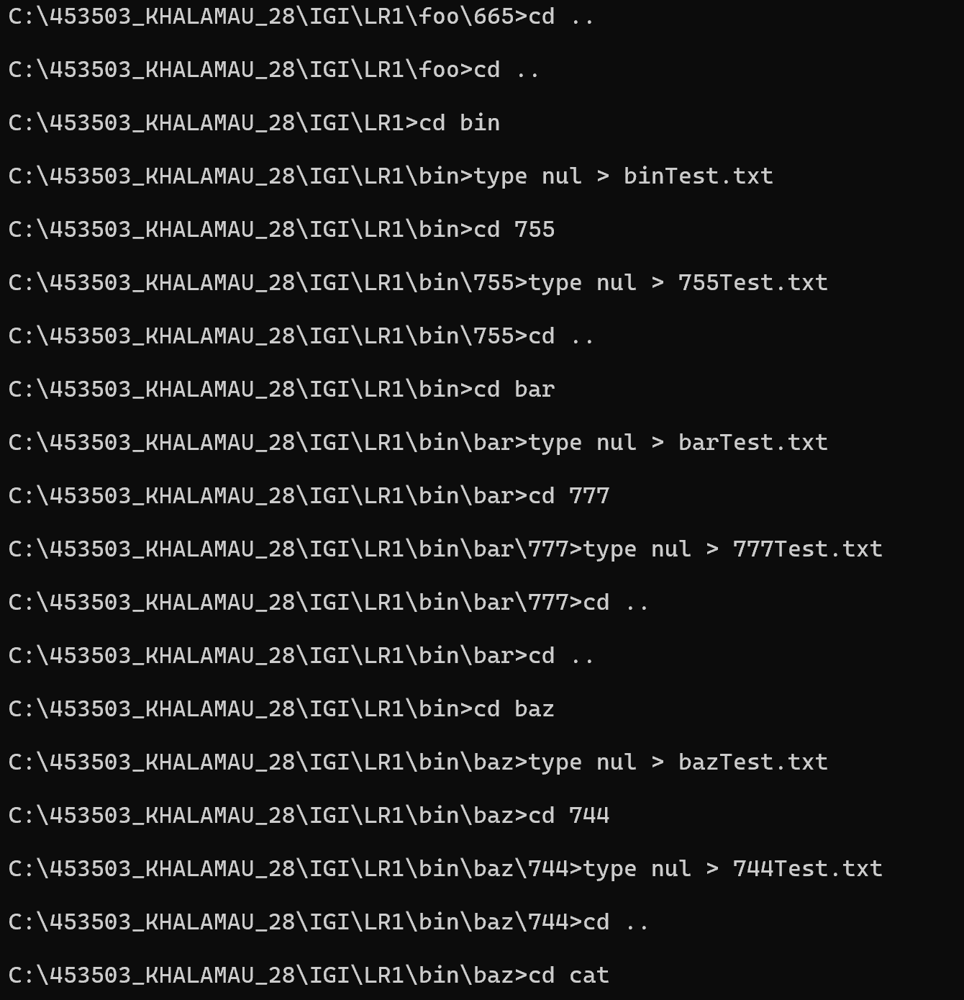 C:\453503_KHALAMAU_28\IGI\LR1\foo\665>cd ..
C:\453503_KHALAMAU_28\IGI\LR1\foo>cd ..
C:\453503_KHALAMAU_28\IGI\LR1>cd bin
C:\453503_KHALAMAU_28\IGI\LR1\bin>type nul > binTest.txt
C:\453503_KHALAMAU_28\IGI\LR1\bin>cd 755
C:\453503_KHALAMAU_28\IGI\LR1\bin\755>type nul > 755Test.txt
C:\453503_KHALAMAU_28\IGI\LR1\bin\755>cd ..
C:\453503_KHALAMAU_28\IGI\LR1\bin>cd bar
C:\453503_KHALAMAU_28\IGI\LR1\bin\bar>type nul > barTest.txt
C:\453503_KHALAMAU_28\IGI\LR1\bin\bar>cd 777
C:\453503_KHALAMAU_28\IGI\LR1\bin\bar\777>type nul > 777Test.txt
C:\453503_KHALAMAU_28\IGI\LR1\bin\bar\777>cd ..
C:\453503_KHALAMAU_28\IGI\LR1\bin\bar>cd ..
C:\453503_KHALAMAU_28\IGI\LR1\bin>cd baz
C:\453503_KHALAMAU_28\IGI\LR1\bin\baz>type nul > bazTest.txt
C:\453503_KHALAMAU_28\IGI\LR1\bin\baz>cd 744
C:\453503_KHALAMAU_28\IGI\LR1\bin\baz\744>type nul > 744Test.txt
C:\453503_KHALAMAU_28\IGI\LR1\bin\baz\744>cd ..
C:\453503_KHALAMAU_28\IGI\LR1\bin\baz>cd cat